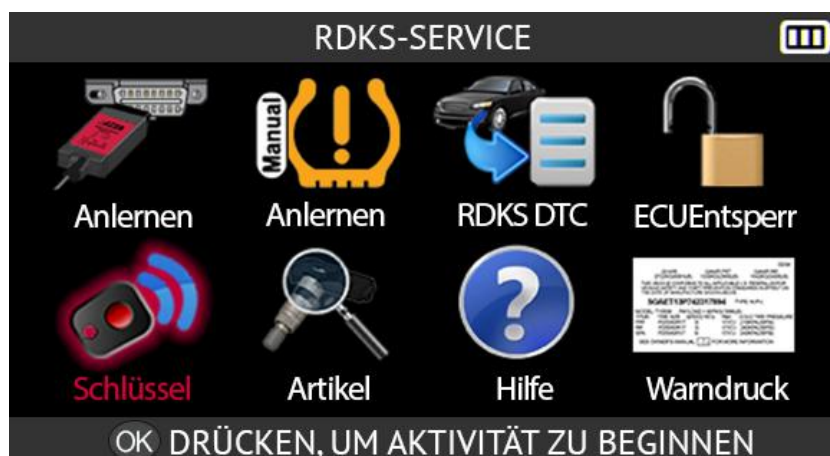 RDKS-SERVICE
Manual
Anlernen
Anlernen
RDKS DTC
ECUEntsperr
Schlüssel
Artikel
Hilfe
Warndruck
OK DRÜCKEN, UM AKTIVITÄT ZU BEGINNEN